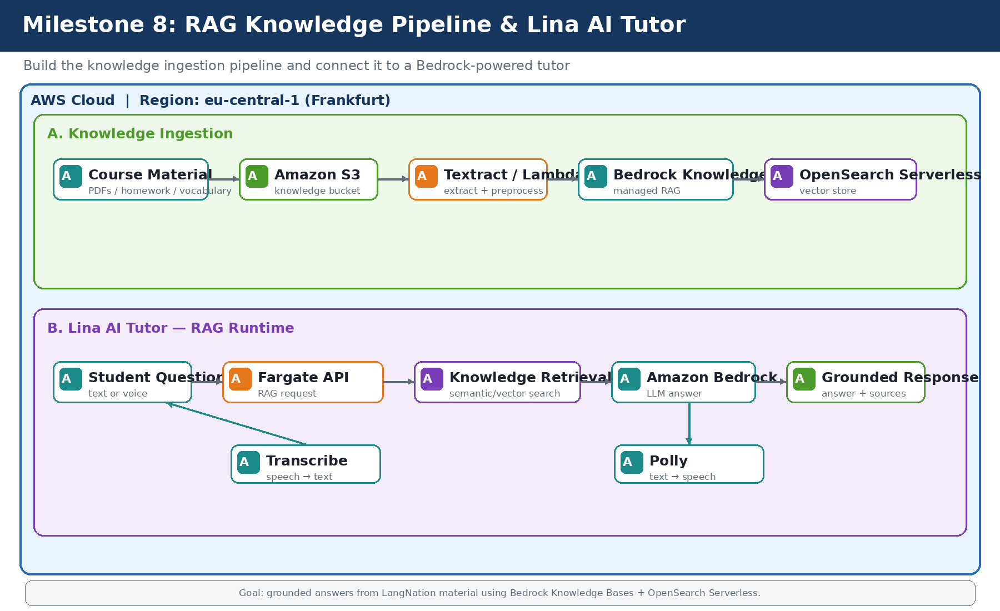 Milestone 8: RAG Knowledge Pipeline & Lina AI Tutor
Build the knowledge ingestion pipeline and connect it to a Bedrock-powered tutor
AWS Cloud | Region: eu-central-1 (Frankfurt)
A. Knowledge Ingestion
A Course Material
PDFs / homework / vocabulary
A Amazon S3
knowledge bucket
A Textract / Lambda
extract + preprocess
A Bedrock Knowledge
managed RAG
A OpenSearch Serverless
vector store
B. Lina AI Tutor — RAG Runtime
A Student Question
text or voice
A Fargate API
RAG request
A Knowledge Retrieval
semantic/vector search
A Amazon Bedrock
LLM answer
A Grounded Response
answer + sources
A Transcribe
speech → text
A Polly
text → speech
Goal: grounded answers from LangNation material using Bedrock Knowledge Bases + OpenSearch Serverless.